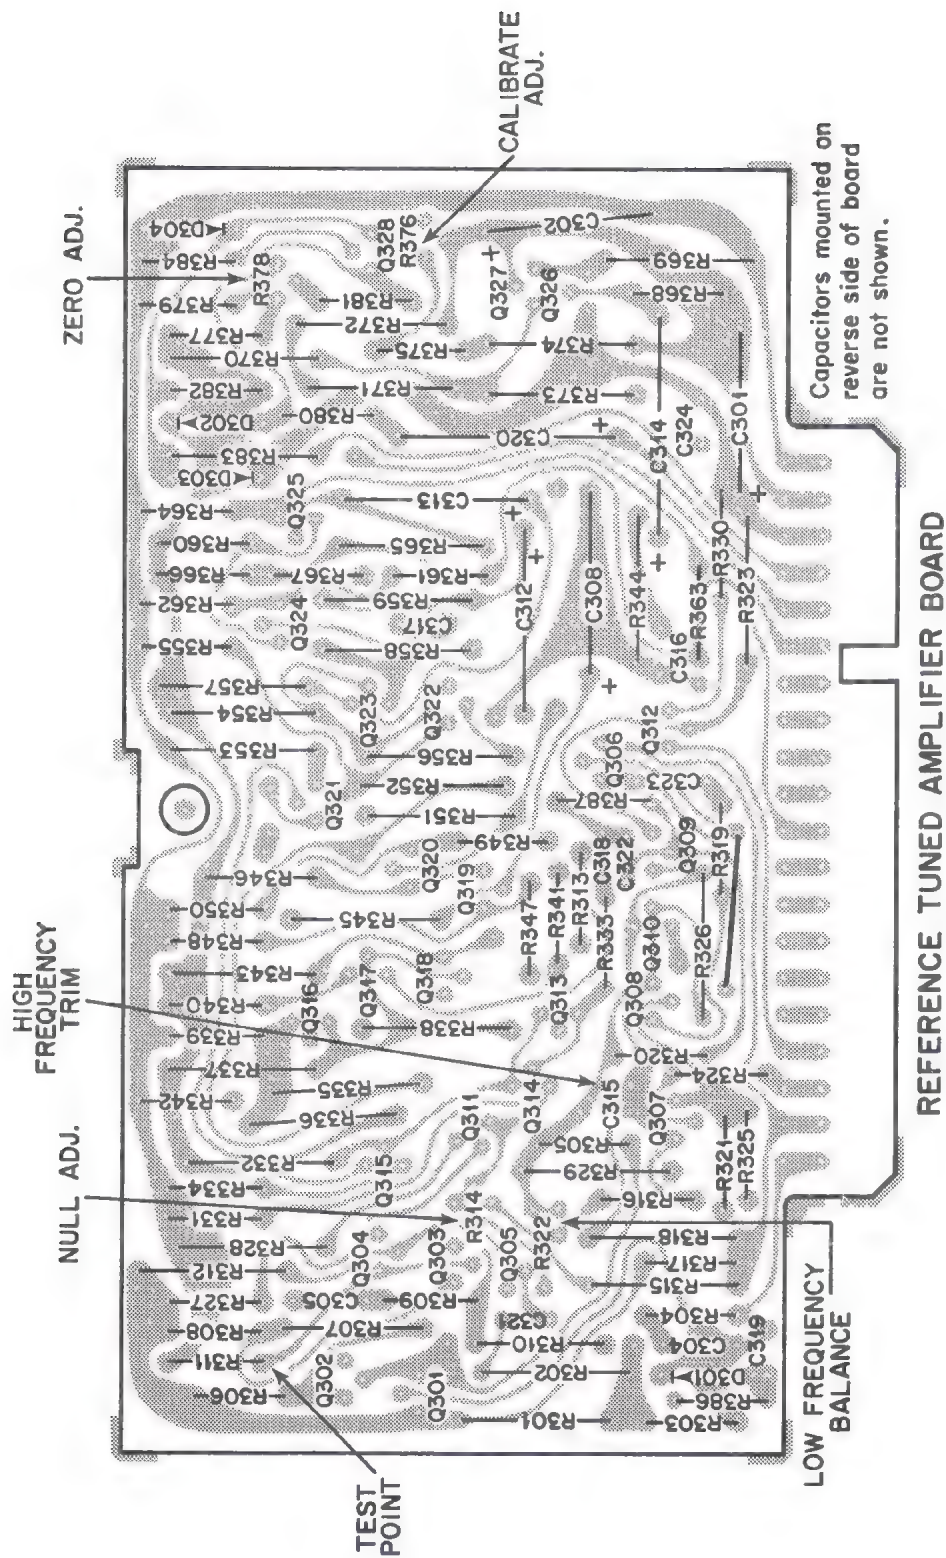 TEST
POINT
NULL ADJ.
HIGH
FREQUENCY
TRIM
ZERO ADJ.
CALIBRATE
ADJ.
R306
R311
R308
R327
R312
R328
R331
R334
R332
R342
R337
R339
R340
R343
R348
R350
R346
R353
R354
R357
R355
R362
R366
R360
R364
D303
R383
D302
R382
R370
R377
R379
R384
D304
Q302
R307
C305
Q304
Q315
R336
R335
Q316
Q317
R345
Q321
Q323
Q324
R367
Q325
R380
R371
R372
R381
R378
Q301
R309
Q303
R314
Q311
R338
Q318
Q319
Q320
R351
R352
R356
Q322
R358
C317
R359
R361
R365
C313
C320
R375
Q328
R376
R301
R302
R310
C321
Q305
R322
R329
R305
Q314
Q313
R347
R341
R313
R349
C312
C308
R373
R374
Q327
Q326
C302
R303
R386
D301
C304
C319
R304
R315
R317
R318
R316
R321
R325
Q307
C315
R324
R320
Q308
Q310
R333
C318
C322
R326
R319
Q309
R387
Q306
C323
Q312
C316
R363
R344
R323
R330
C314
C324
C301
R368
R369
+
+
+
+
+
+
+
LOW FREQUENCY
BALANCE
Capacitors mounted on
reverse side of board
are not shown.
REFERENCE TUNED AMPLIFIER BOARD